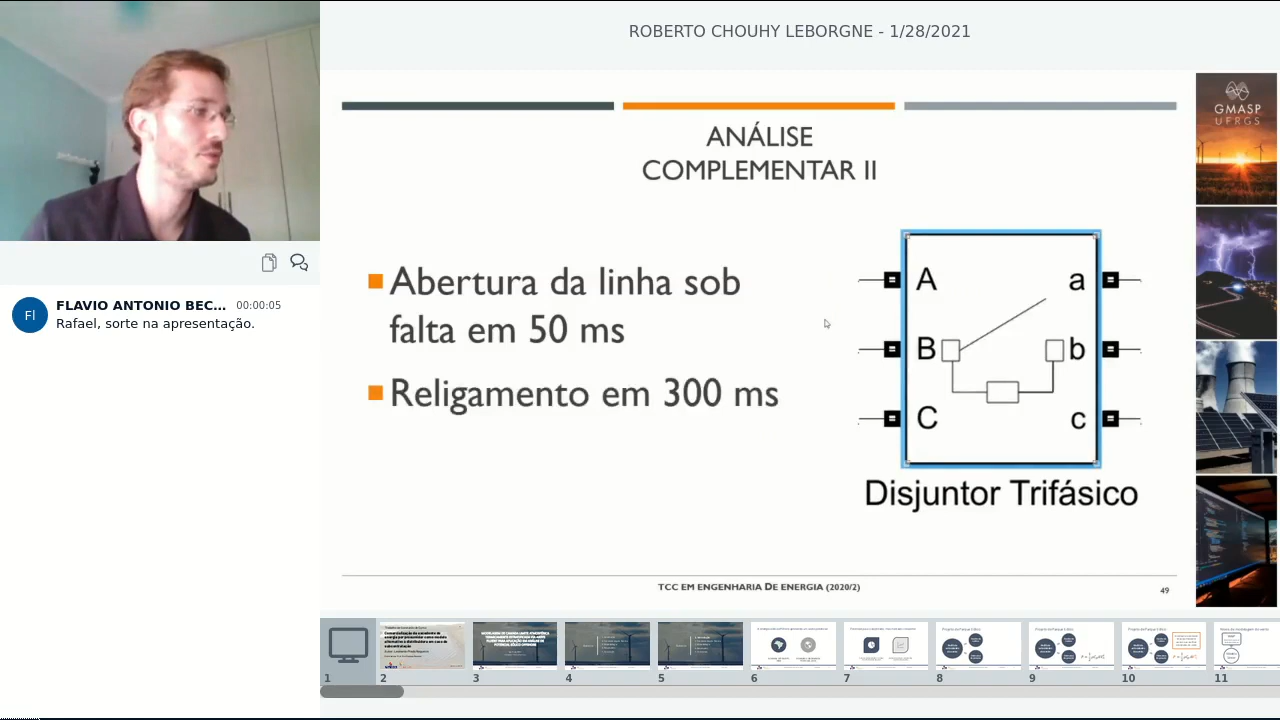 ROBERTO CHOUHY LEBORGNE - 1/28/2021
GMASP
UFRGS
ANÁLISE
COMPLEMENTAR II
Abertura da linha sob
falta em 50 ms
Religamento em 300 ms
A a
B b
C c
Disjuntor Trifásico
TCC EM ENGENHARIA DE ENERGIA (2020/2)
49
FI
FLAVIO ANTONIO BEC... 00:00:05
Rafael, sorte na apresentação.
1 2 3 4 5 6 7 8 9 10 11